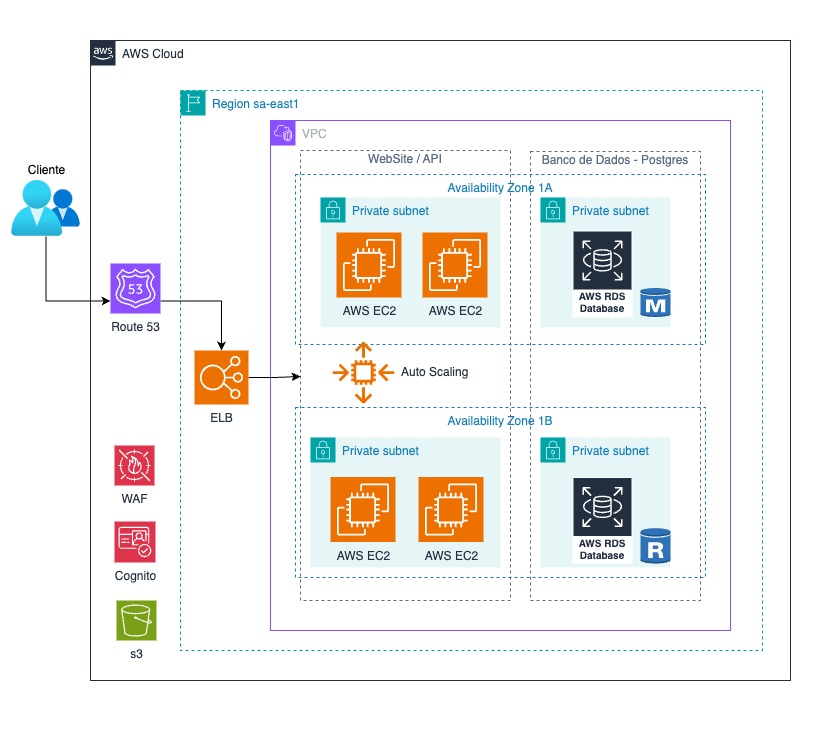 aws
AWS Cloud
Region sa-east1
VPC
WebSite / API
Banco de Dados - Postgres
Cliente
Availability Zone 1A
Private subnet
Private subnet
AWS EC2
AWS EC2
AWS RDS
Database
M
53
Route 53
Auto Scaling
ELB
Availability Zone 1B
Private subnet
Private subnet
AWS EC2
AWS EC2
AWS RDS
Database
R
WAF
Cognito
s3